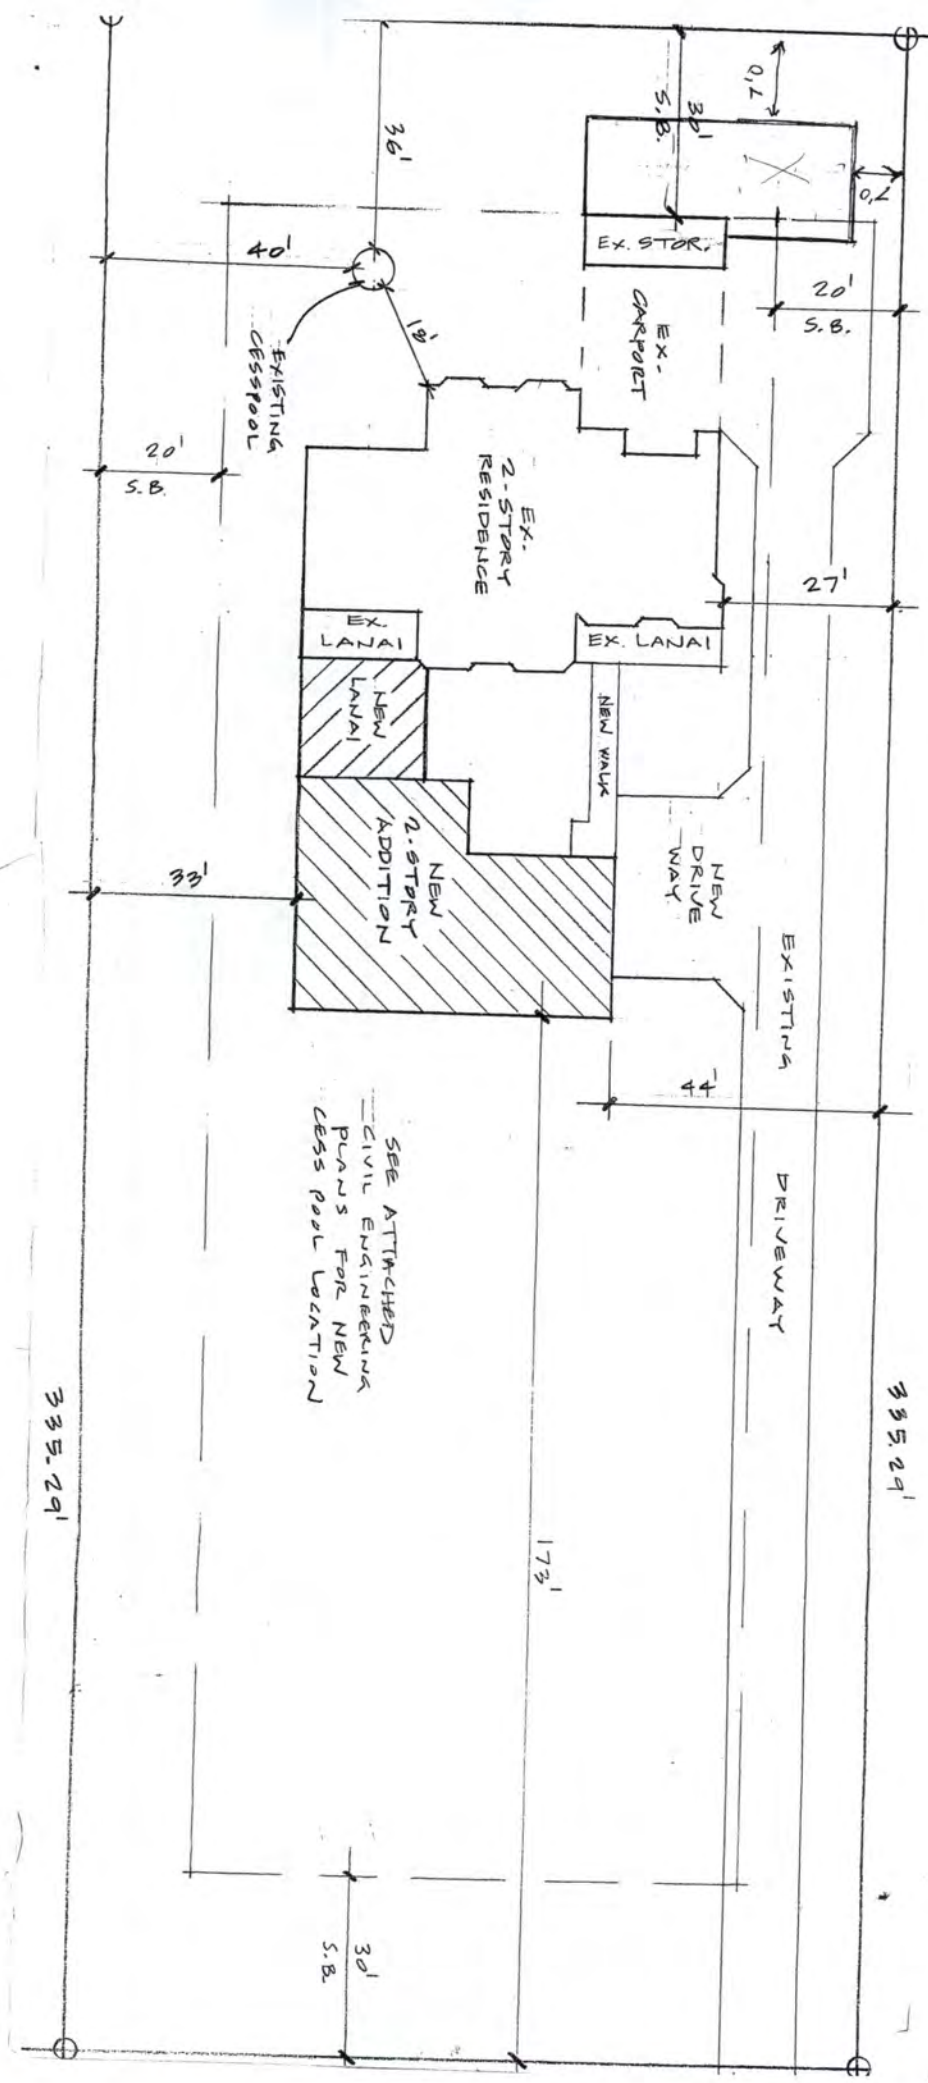 30'
S.B.
7'0
7'0
36'
EX. STOR.
40'
20'
S.B.
18'
EX.
CARPORT
EXISTING
CESSPOOL
20'
S.B.
EX.
2-STORY
RESIDENCE
27'
EX.
LANAI
EX. LANAI
NEW
LANAI
NEW WALK
NEW
2-STORY
ADDITION
NEW
DRIVE
WAY
33'
EXISTING
DRIVEWAY
44'
SEE ATTACHED
CIVIL ENGINEERING
PLANS FOR NEW
CESS POOL LOCATION
335.29'
335.29'
173'
30'
S.B.